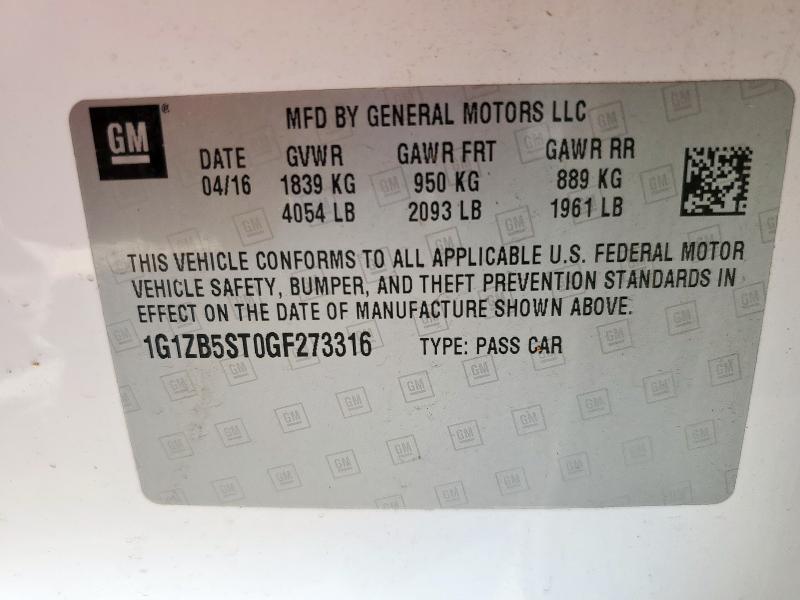 GM®
MFD BY GENERAL MOTORS LLC
DATE GVWR GAWR FRT GAWR RR
04/16 1839 KG 950 KG 889 KG
4054 LB 2093 LB 1961 LB
THIS VEHICLE CONFORMS TO ALL APPLICABLE U.S. FEDERAL MOTOR
VEHICLE SAFETY, BUMPER, AND THEFT PREVENTION STANDARDS IN
EFFECT ON THE DATE OF MANUFACTURE SHOWN ABOVE.
1G1ZB5ST0GF273316 TYPE: PASS CAR